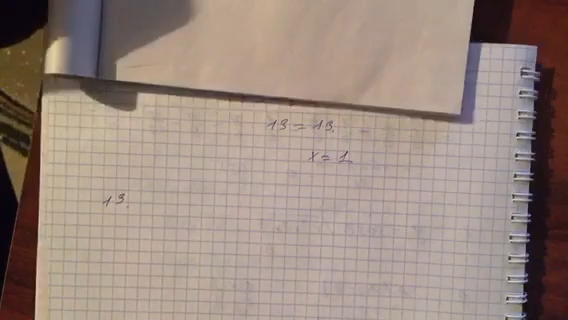 13 = 13.
x = 1
13.